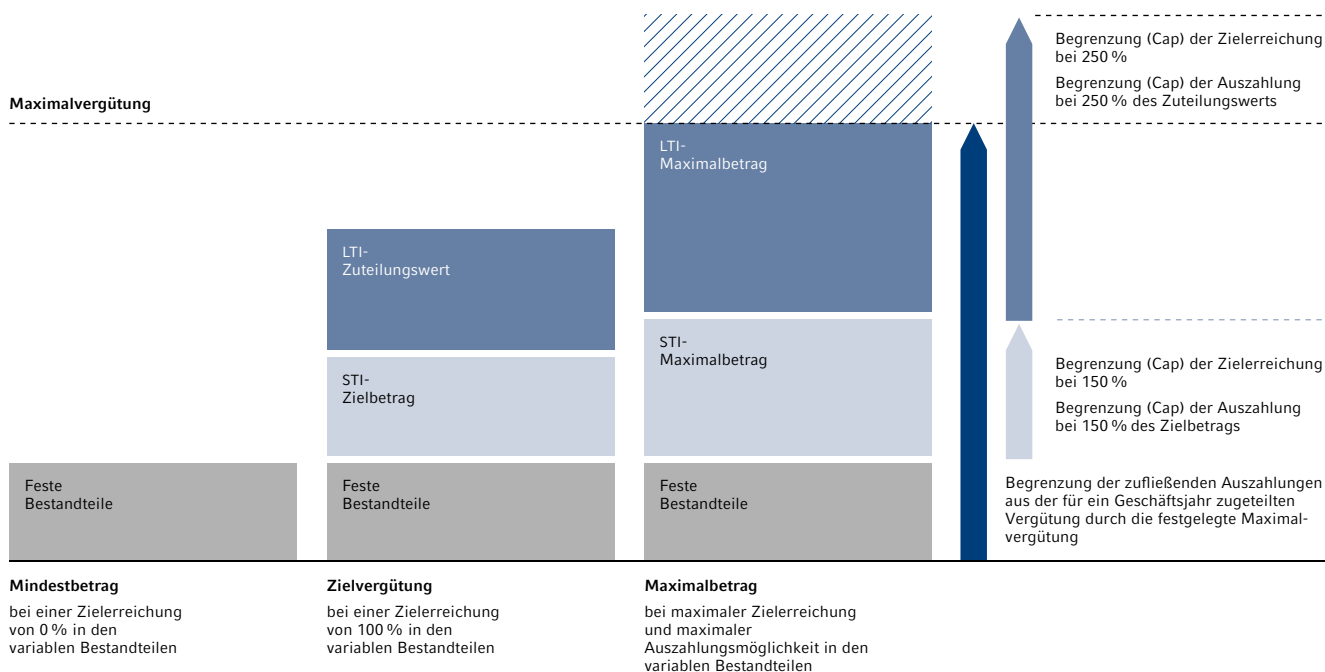 Begrenzung (Cap) der Zielerreichung
bei 250 %
Begrenzung (Cap) der Auszahlung
bei 250 % des Zuteilungswerts
Maximalvergütung
LTI-
Maximalbetrag
LTI-
Zuteilungswert
STI-
Maximalbetrag
STI-
Zielbetrag
Begrenzung (Cap) der Zielerreichung
bei 150 %
Begrenzung (Cap) der Auszahlung
bei 150 % des Zielbetrags
Feste
Bestandteile
Feste
Bestandteile
Feste
Bestandteile
Begrenzung der zufließenden Auszahlungen
aus der für ein Geschäftsjahr zugeteilten
Vergütung durch die festgelegte Maximal-
vergütung
Mindestbetrag
bei einer Zielerreichung
von 0 % in den
variablen Bestandteilen
Zielvergütung
bei einer Zielerreichung
von 100 % in den
variablen Bestandteilen
Maximalbetrag
bei maximaler Zielerreichung
und maximaler
Auszahlungsmöglichkeit in den
variablen Bestandteilen